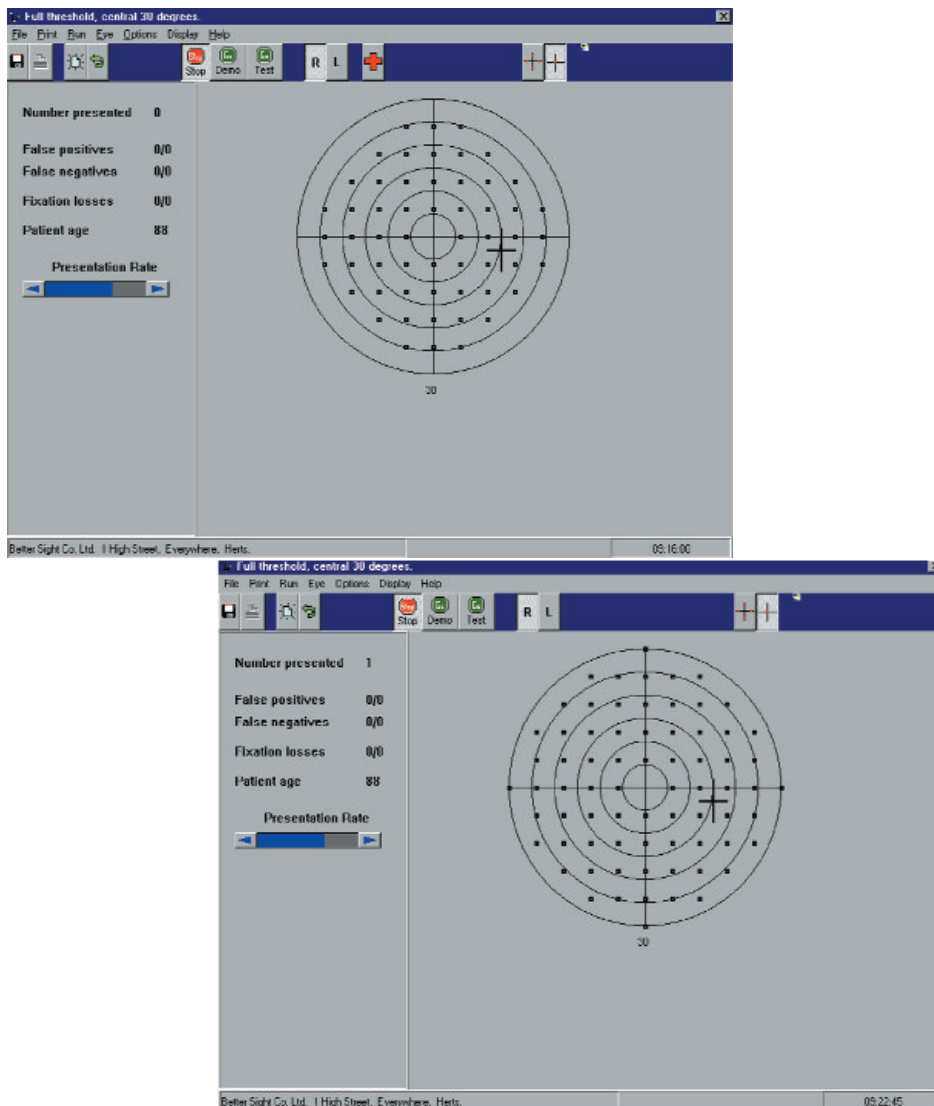 Full threshold, central 30 degrees.
File Print Run Eye Options Display Help
Stop Demo Test R L
Number presented 0
False positives 0/0
False negatives 0/0
Fixation losses 0/0
Patient age 88
Presentation Rate
30
Better Sight Co. Ltd. 1 High Street, Everywhere, Herts. 09:16:00
Full threshold, central 30 degrees.
File Print Run Eye Options Display Help
Stop Demo Test R L
Number presented 1
False positives 0/0
False negatives 0/0
Fixation losses 0/0
Patient age 88
Presentation Rate
30
Better Sight Co. Ltd. 1 High Street, Everywhere, Herts. 09:22:45